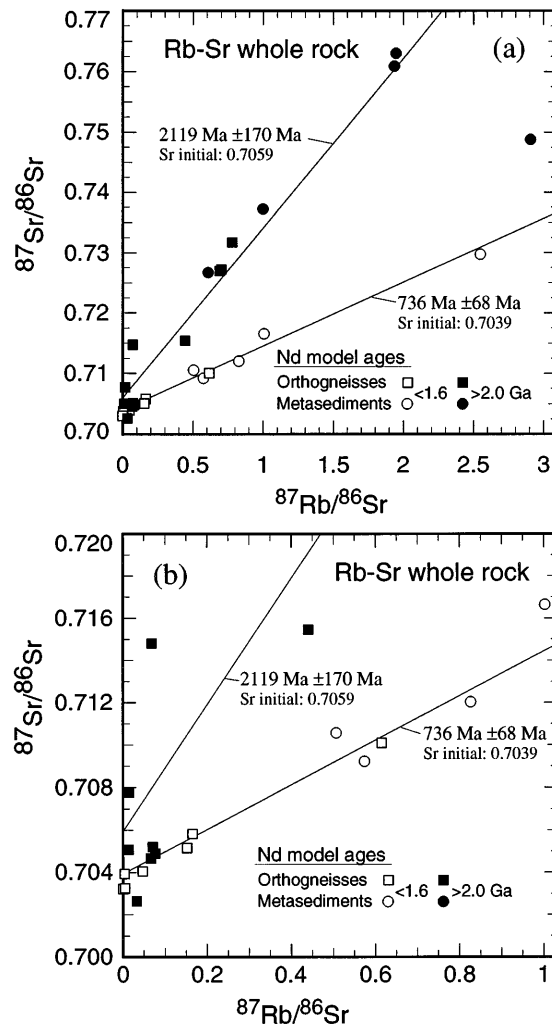 0.77
0.76
0.75
0.74
0.73
0.72
0.71
0.70
87Sr/86Sr
Rb-Sr whole rock
(a)
2119 Ma ±170 Ma
Sr initial: 0.7059
736 Ma ±68 Ma
Sr initial: 0.7039
Nd model ages
Orthogneisses
Metasediments
<1.6
>2.0 Ga
0 0.5 1 1.5 2 2.5 3
87Rb/86Sr
0.720
0.716
0.712
0.708
0.704
0.700
87Sr/86Sr
(b)
Rb-Sr whole rock
2119 Ma ±170 Ma
Sr initial: 0.7059
736 Ma ±68 Ma
Sr initial: 0.7039
Nd model ages
Orthogneisses
Metasediments
<1.6
>2.0 Ga
0 0.2 0.4 0.6 0.8 1
87Rb/86Sr